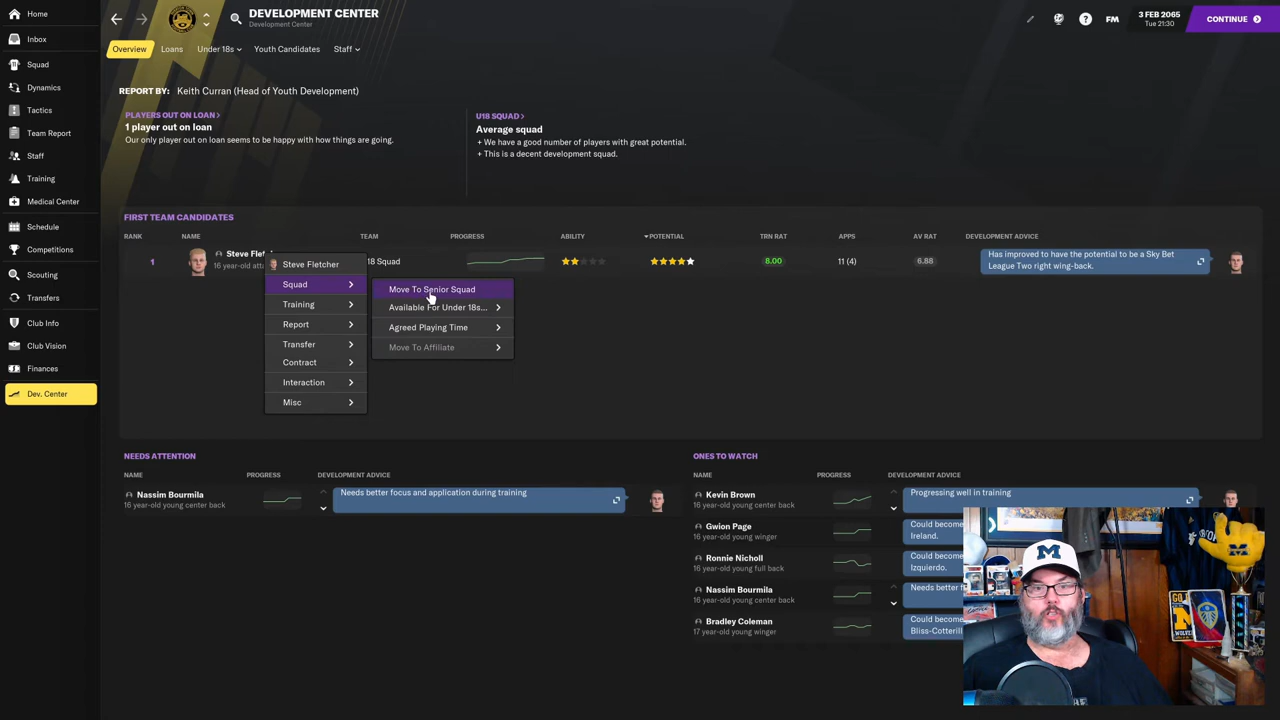 Home
DEVELOPMENT CENTER
Development Center
FM
3 FEB 2065
Tue 21:30
CONTINUE
Inbox
Squad
Dynamics
Tactics
Team Report
Staff
Training
Medical Center
Schedule
Competitions
Scouting
Transfers
Club Info
Club Vision
Finances
Dev. Center
Overview
Loans
Under 18s
Youth Candidates
Staff
REPORT BY: Keith Curran (Head of Youth Development)
PLAYERS OUT ON LOAN >
1 player out on loan
Our only player out on loan seems to be happy with how things are going.
U18 SQUAD >
Average squad
+ We have a good number of players with great potential.
+ This is a decent development squad.
FIRST TEAM CANDIDATES
RANK NAME TEAM PROGRESS ABILITY POTENTIAL TRN RAT APPS AV RAT DEVELOPMENT ADVICE
1
Steve
16 year-old
18 Squad
8.00
11 (4)
6.88
Has improved to have the potential to be a Sky Bet
League Two right wing-back.
Steve Fletcher
Squad
Training
Report
Transfer
Contract
Interaction
Misc
Move To Senior Squad
Available For Under 18s...
Agreed Playing Time
Move To Affiliate
NEEDS ATTENTION
NAME PROGRESS DEVELOPMENT ADVICE
Nassim Bourmila
16 year-old young center back
Needs better focus and application during training
ONES TO WATCH
NAME PROGRESS DEVELOPMENT ADVICE
Kevin Brown
16 year-old young center back
Progressing well in training
Gwion Page
16 year-old young winger
Could become
Ireland.
Ronnie Nicholl
16 year-old young full back
Could become
Izquierdo.
Nassim Bourmila
16 year-old young center back
Needs better
Bradley Coleman
17 year-old young winger
Could become
Bliss-Cotterill
M